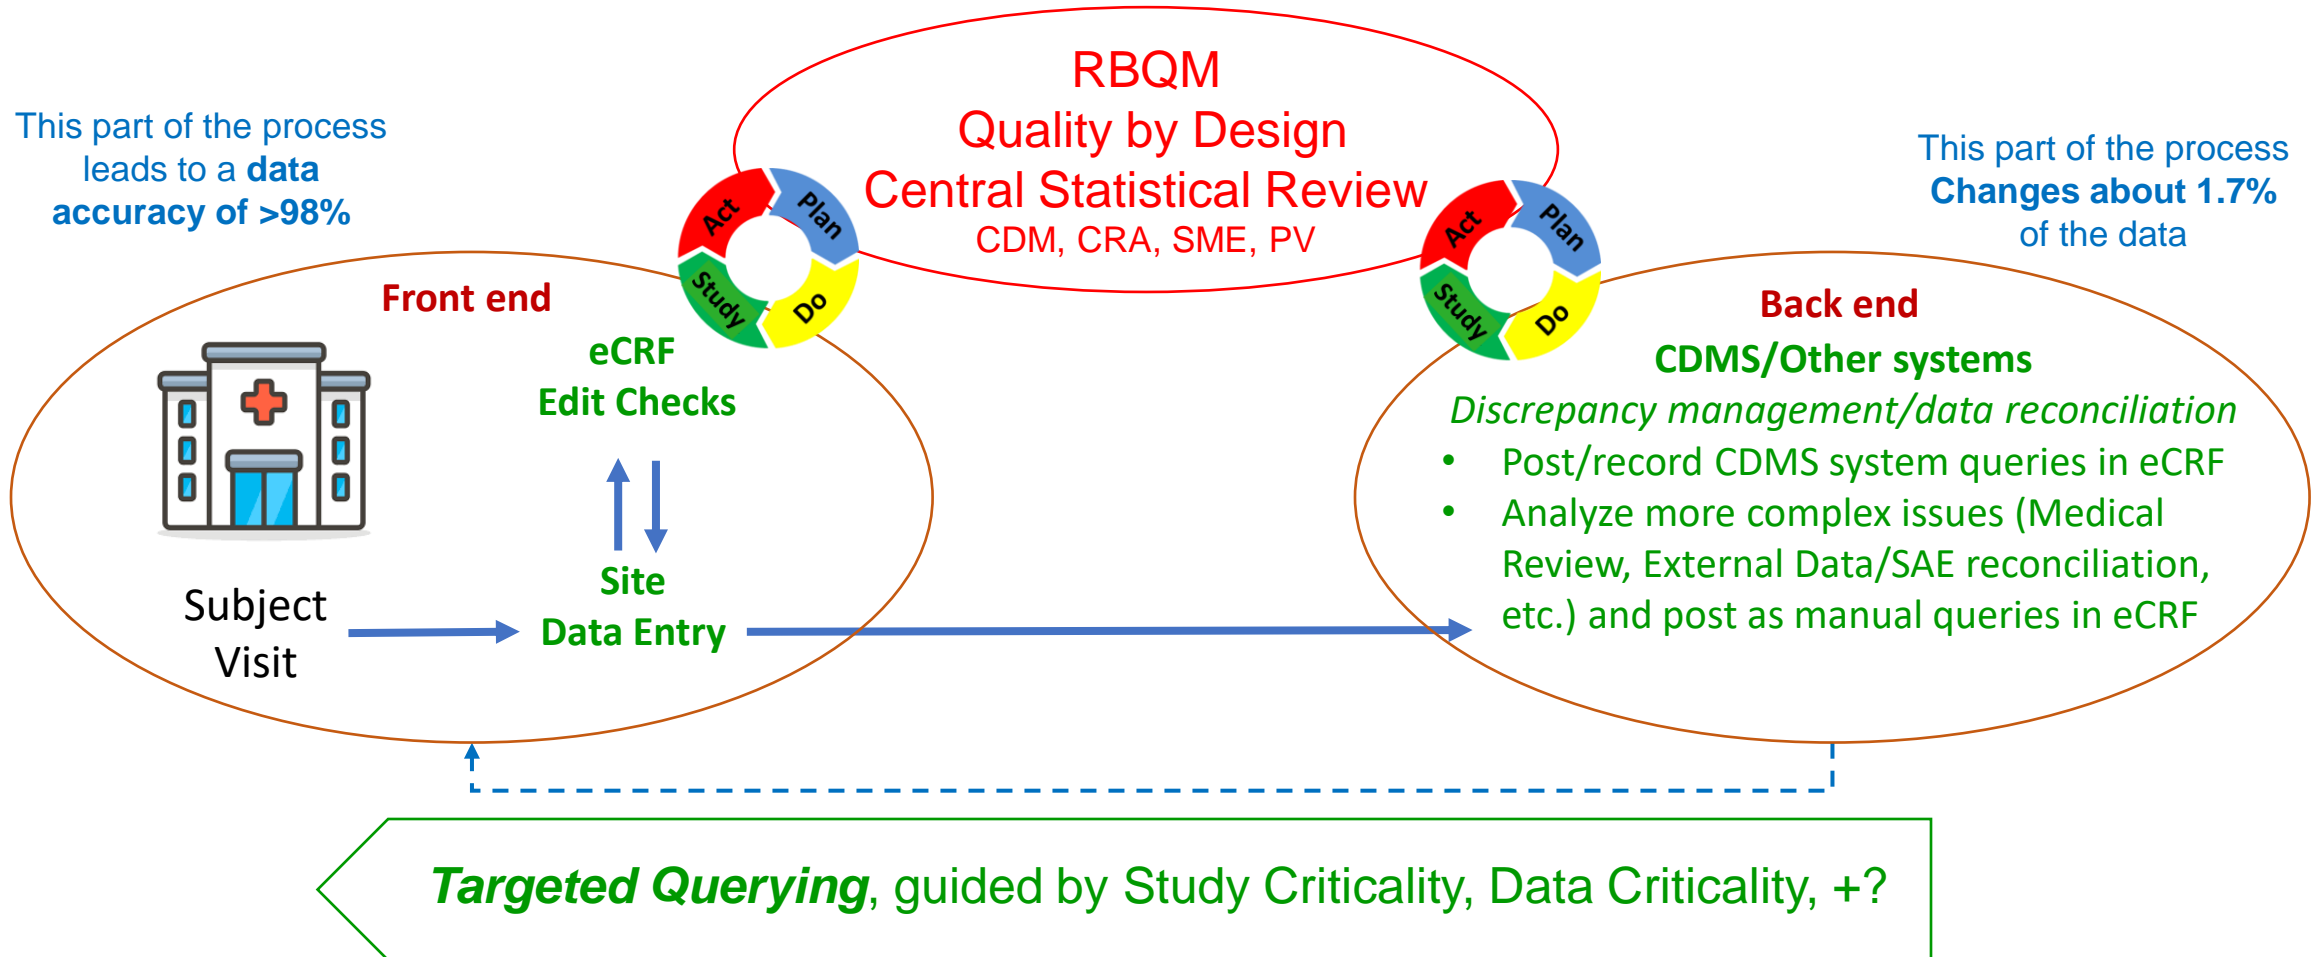 RBQM
Quality by Design
Central Statistical Review
CDM, CRA, SME, PV
This part of the process
leads to a data
accuracy of >98%
This part of the process
Changes about 1.7%
of the data
Act
Plan
Do
Study
Act
Plan
Do
Study
Front end
eCRF
Edit Checks
Site
Data Entry
Subject
Visit
Back end
CDMS/Other systems
Discrepancy management/data reconciliation
• Post/record CDMS system queries in eCRF
• Analyze more complex issues (Medical
Review, External Data/SAE reconciliation,
etc.) and post as manual queries in eCRF
Targeted Querying, guided by Study Criticality, Data Criticality, +?